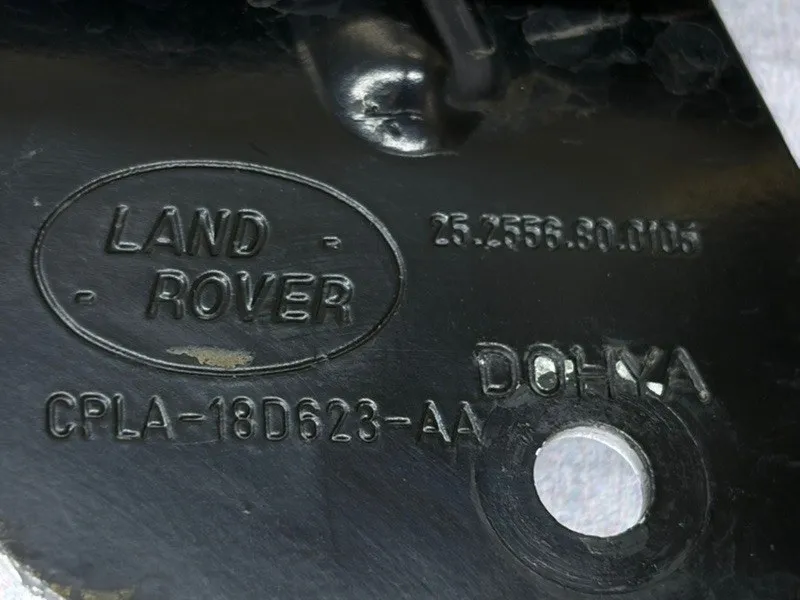 LAND
ROVER
25.2556.80.0105
DOHYA
CPLA-18D623-AA